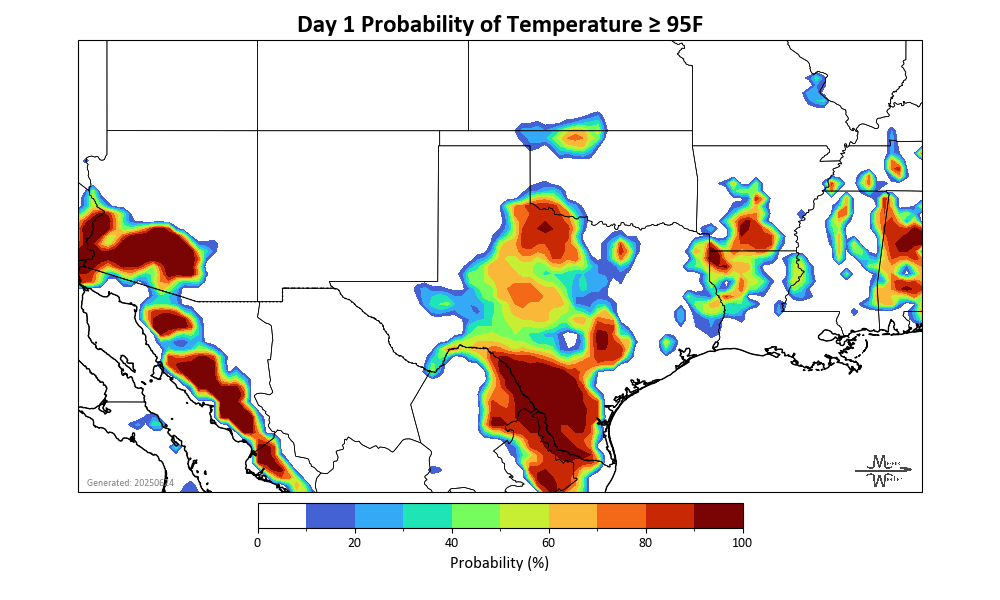 Day 1 Probability of Temperature ≥ 95F
Generated: 20250624
0 20 40 60 80 100
Probability (%)